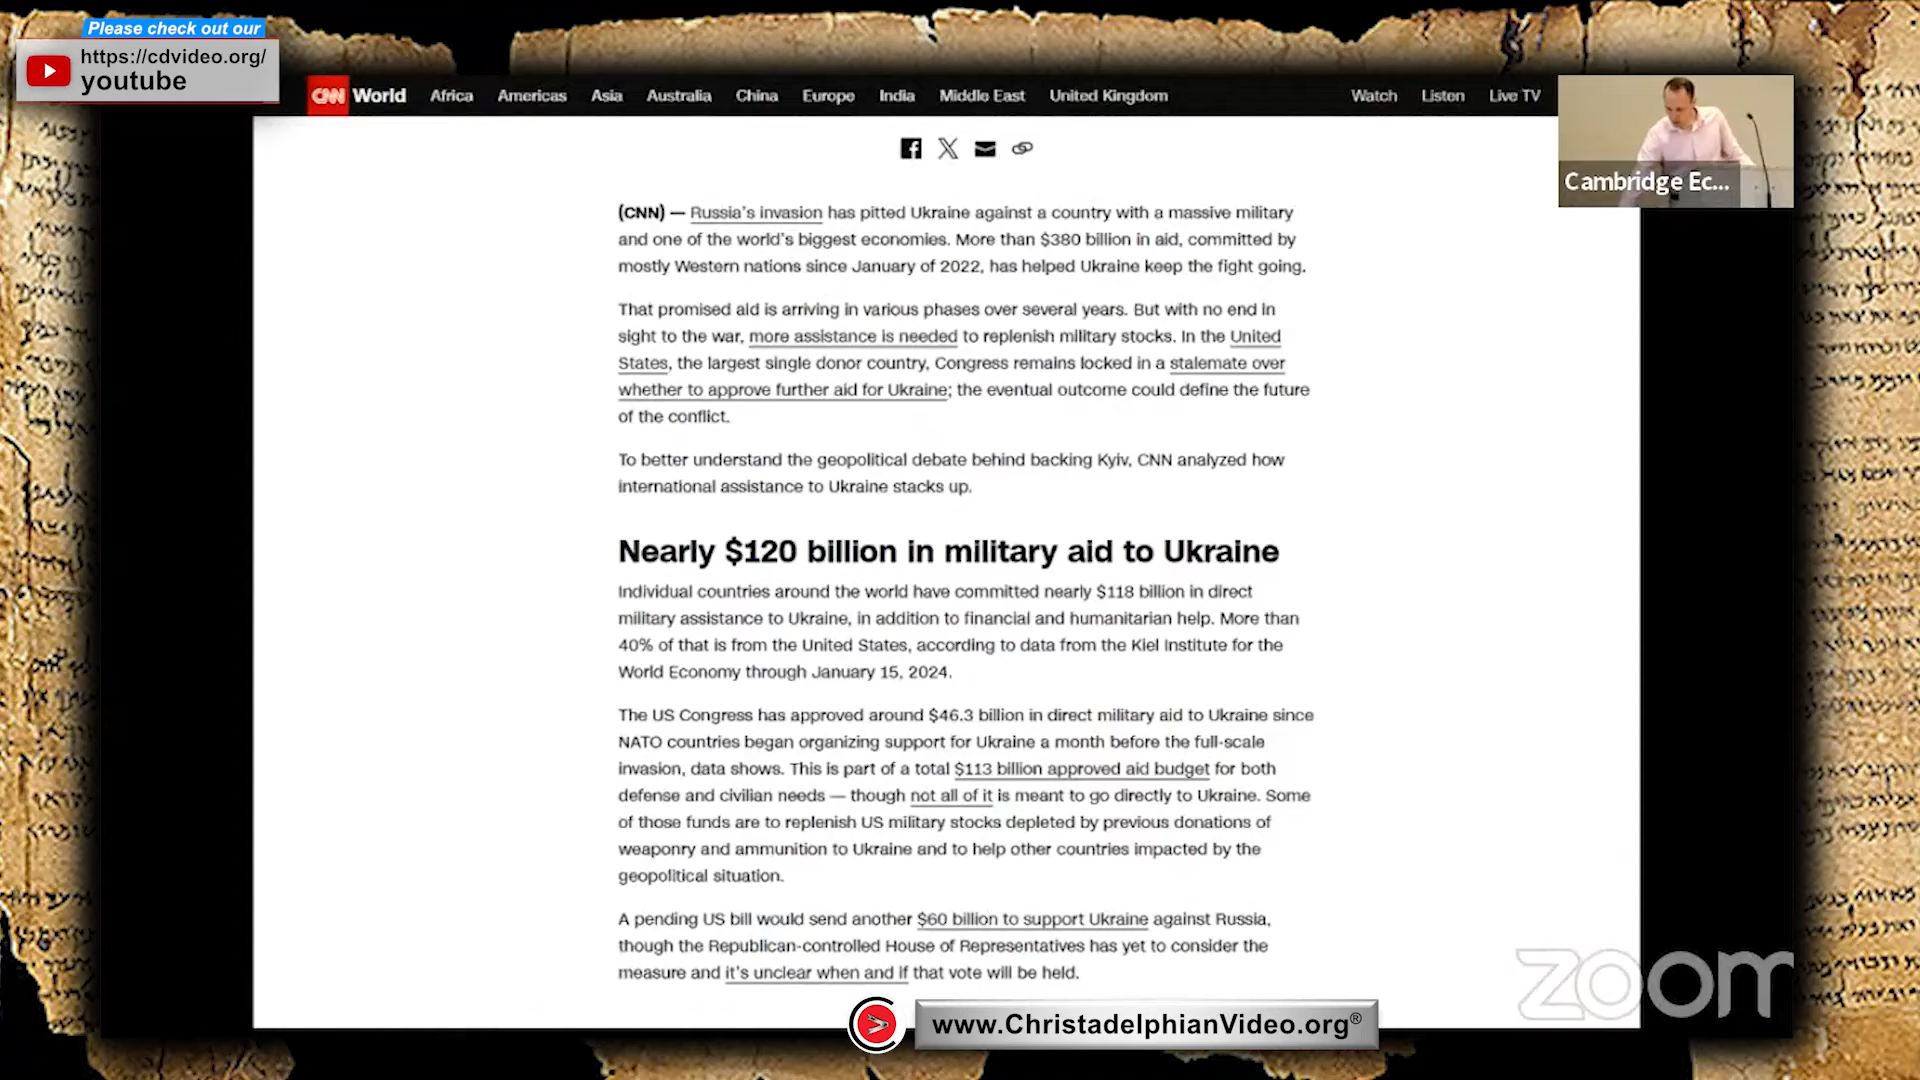 Please check out our
https://cdvideo.org/
youtube
CNN World Africa Americas Asia Australia China Europe India Middle East United Kingdom Watch Listen Live TV
Cambridge Ec...
(CNN) — Russia's invasion has pitted Ukraine against a country with a massive military
and one of the world's biggest economies. More than $380 billion in aid, committed by
mostly Western nations since January of 2022, has helped Ukraine keep the fight going.
That promised aid is arriving in various phases over several years. But with no end in
sight to the war, more assistance is needed to replenish military stocks. In the United
States, the largest single donor country, Congress remains locked in a stalemate over
whether to approve further aid for Ukraine; the eventual outcome could define the future
of the conflict.
To better understand the geopolitical debate behind backing Kyiv, CNN analyzed how
international assistance to Ukraine stacks up.
Nearly $120 billion in military aid to Ukraine
Individual countries around the world have committed nearly $118 billion in direct
military assistance to Ukraine, in addition to financial and humanitarian help. More than
40% of that is from the United States, according to data from the Kiel Institute for the
World Economy through January 15, 2024.
The US Congress has approved around $46.3 billion in direct military aid to Ukraine since
NATO countries began organizing support for Ukraine a month before the full-scale
invasion, data shows. This is part of a total $113 billion approved aid budget for both
defense and civilian needs — though not all of it is meant to go directly to Ukraine. Some
of those funds are to replenish US military stocks depleted by previous donations of
weaponry and ammunition to Ukraine and to help other countries impacted by the
geopolitical situation.
A pending US bill would send another $60 billion to support Ukraine against Russia,
though the Republican-controlled House of Representatives has yet to consider the
measure and it's unclear when and if that vote will be held.
zoom
www.ChristadelphianVideo.org®